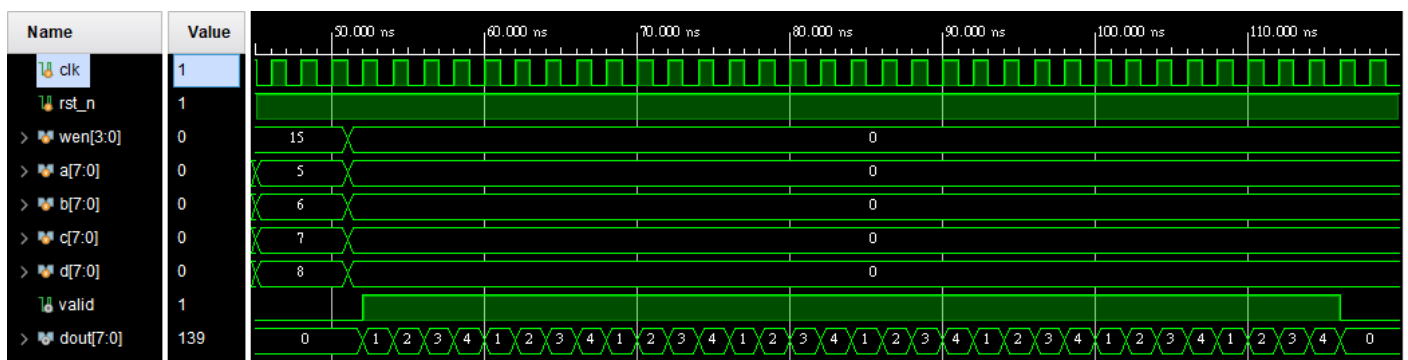 Name Value 50.000 ns 60.000 ns 70.000 ns 80.000 ns 90.000 ns 100.000 ns 110.000 ns
clk 1
rst_n 1
wen[3:0] 0 15 0
a[7:0] 0 5 0
b[7:0] 0 6 0
c[7:0] 0 7 0
d[7:0] 0 8 0
valid 1
dout[7:0] 139 0 1 2 3 4 1 2 3 4 1 2 3 4 1 2 3 4 1 2 3 4 1 2 3 4 1 2 3 4 1 2 3 4 0